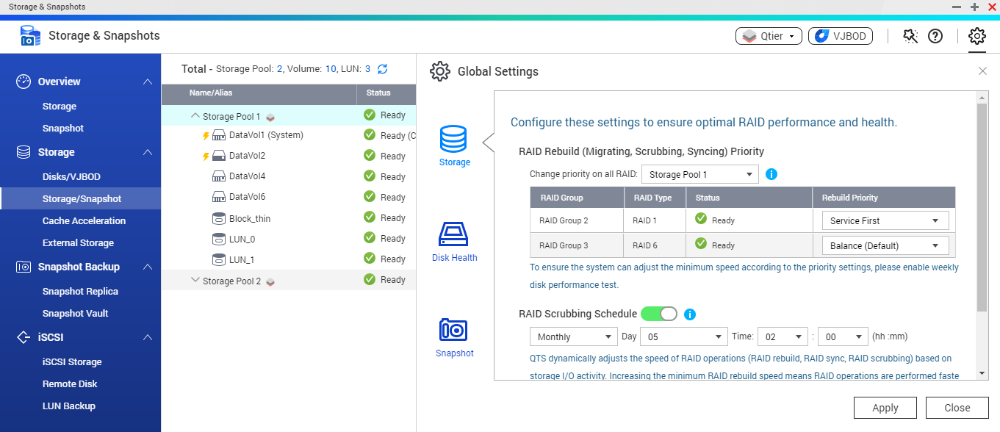 Storage & Snapshots
Storage & Snapshots
Qtier
VJBOD
Overview
Storage
Snapshot
Storage
Disks/VJBOD
Storage/Snapshot
Cache Acceleration
External Storage
Snapshot Backup
Snapshot Replica
Snapshot Vault
iSCSI
iSCSI Storage
Remote Disk
LUN Backup
Total - Storage Pool: 2, Volume: 10, LUN: 3
Name/Alias Status
Storage Pool 1 Ready
DataVol1 (System) Ready (C
DataVol2 Ready
DataVol4 Ready
DataVol6 Ready
Block_thin Ready
LUN_0 Ready
LUN_1 Ready
Storage Pool 2 Ready
Global Settings
Storage
Disk Health
Snapshot
Configure these settings to ensure optimal RAID performance and health.
RAID Rebuild (Migrating, Scrubbing, Syncing) Priority
Change priority on all RAID: Storage Pool 1
RAID Group RAID Type Status Rebuild Priority
RAID Group 2 RAID 1 Ready Service First
RAID Group 3 RAID 6 Ready Balance (Default)
To ensure the system can adjust the minimum speed according to the priority settings, please enable weekly
disk performance test.
RAID Scrubbing Schedule
Monthly Day 05 Time: 02 : 00 (hh :mm)
QTS dynamically adjusts the speed of RAID operations (RAID rebuild, RAID sync, RAID scrubbing) based on
storage I/O activity. Increasing the minimum RAID rebuild speed means RAID operations are performed faste
Apply
Close